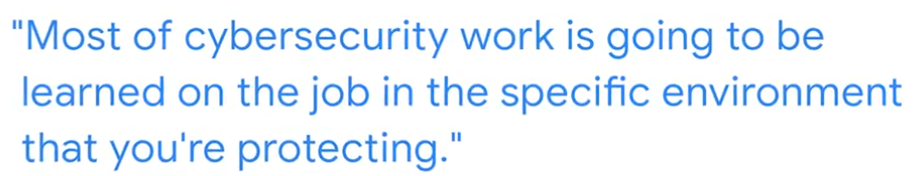 "Most of cybersecurity work is going to be
learned on the job in the specific environment
that you're protecting."